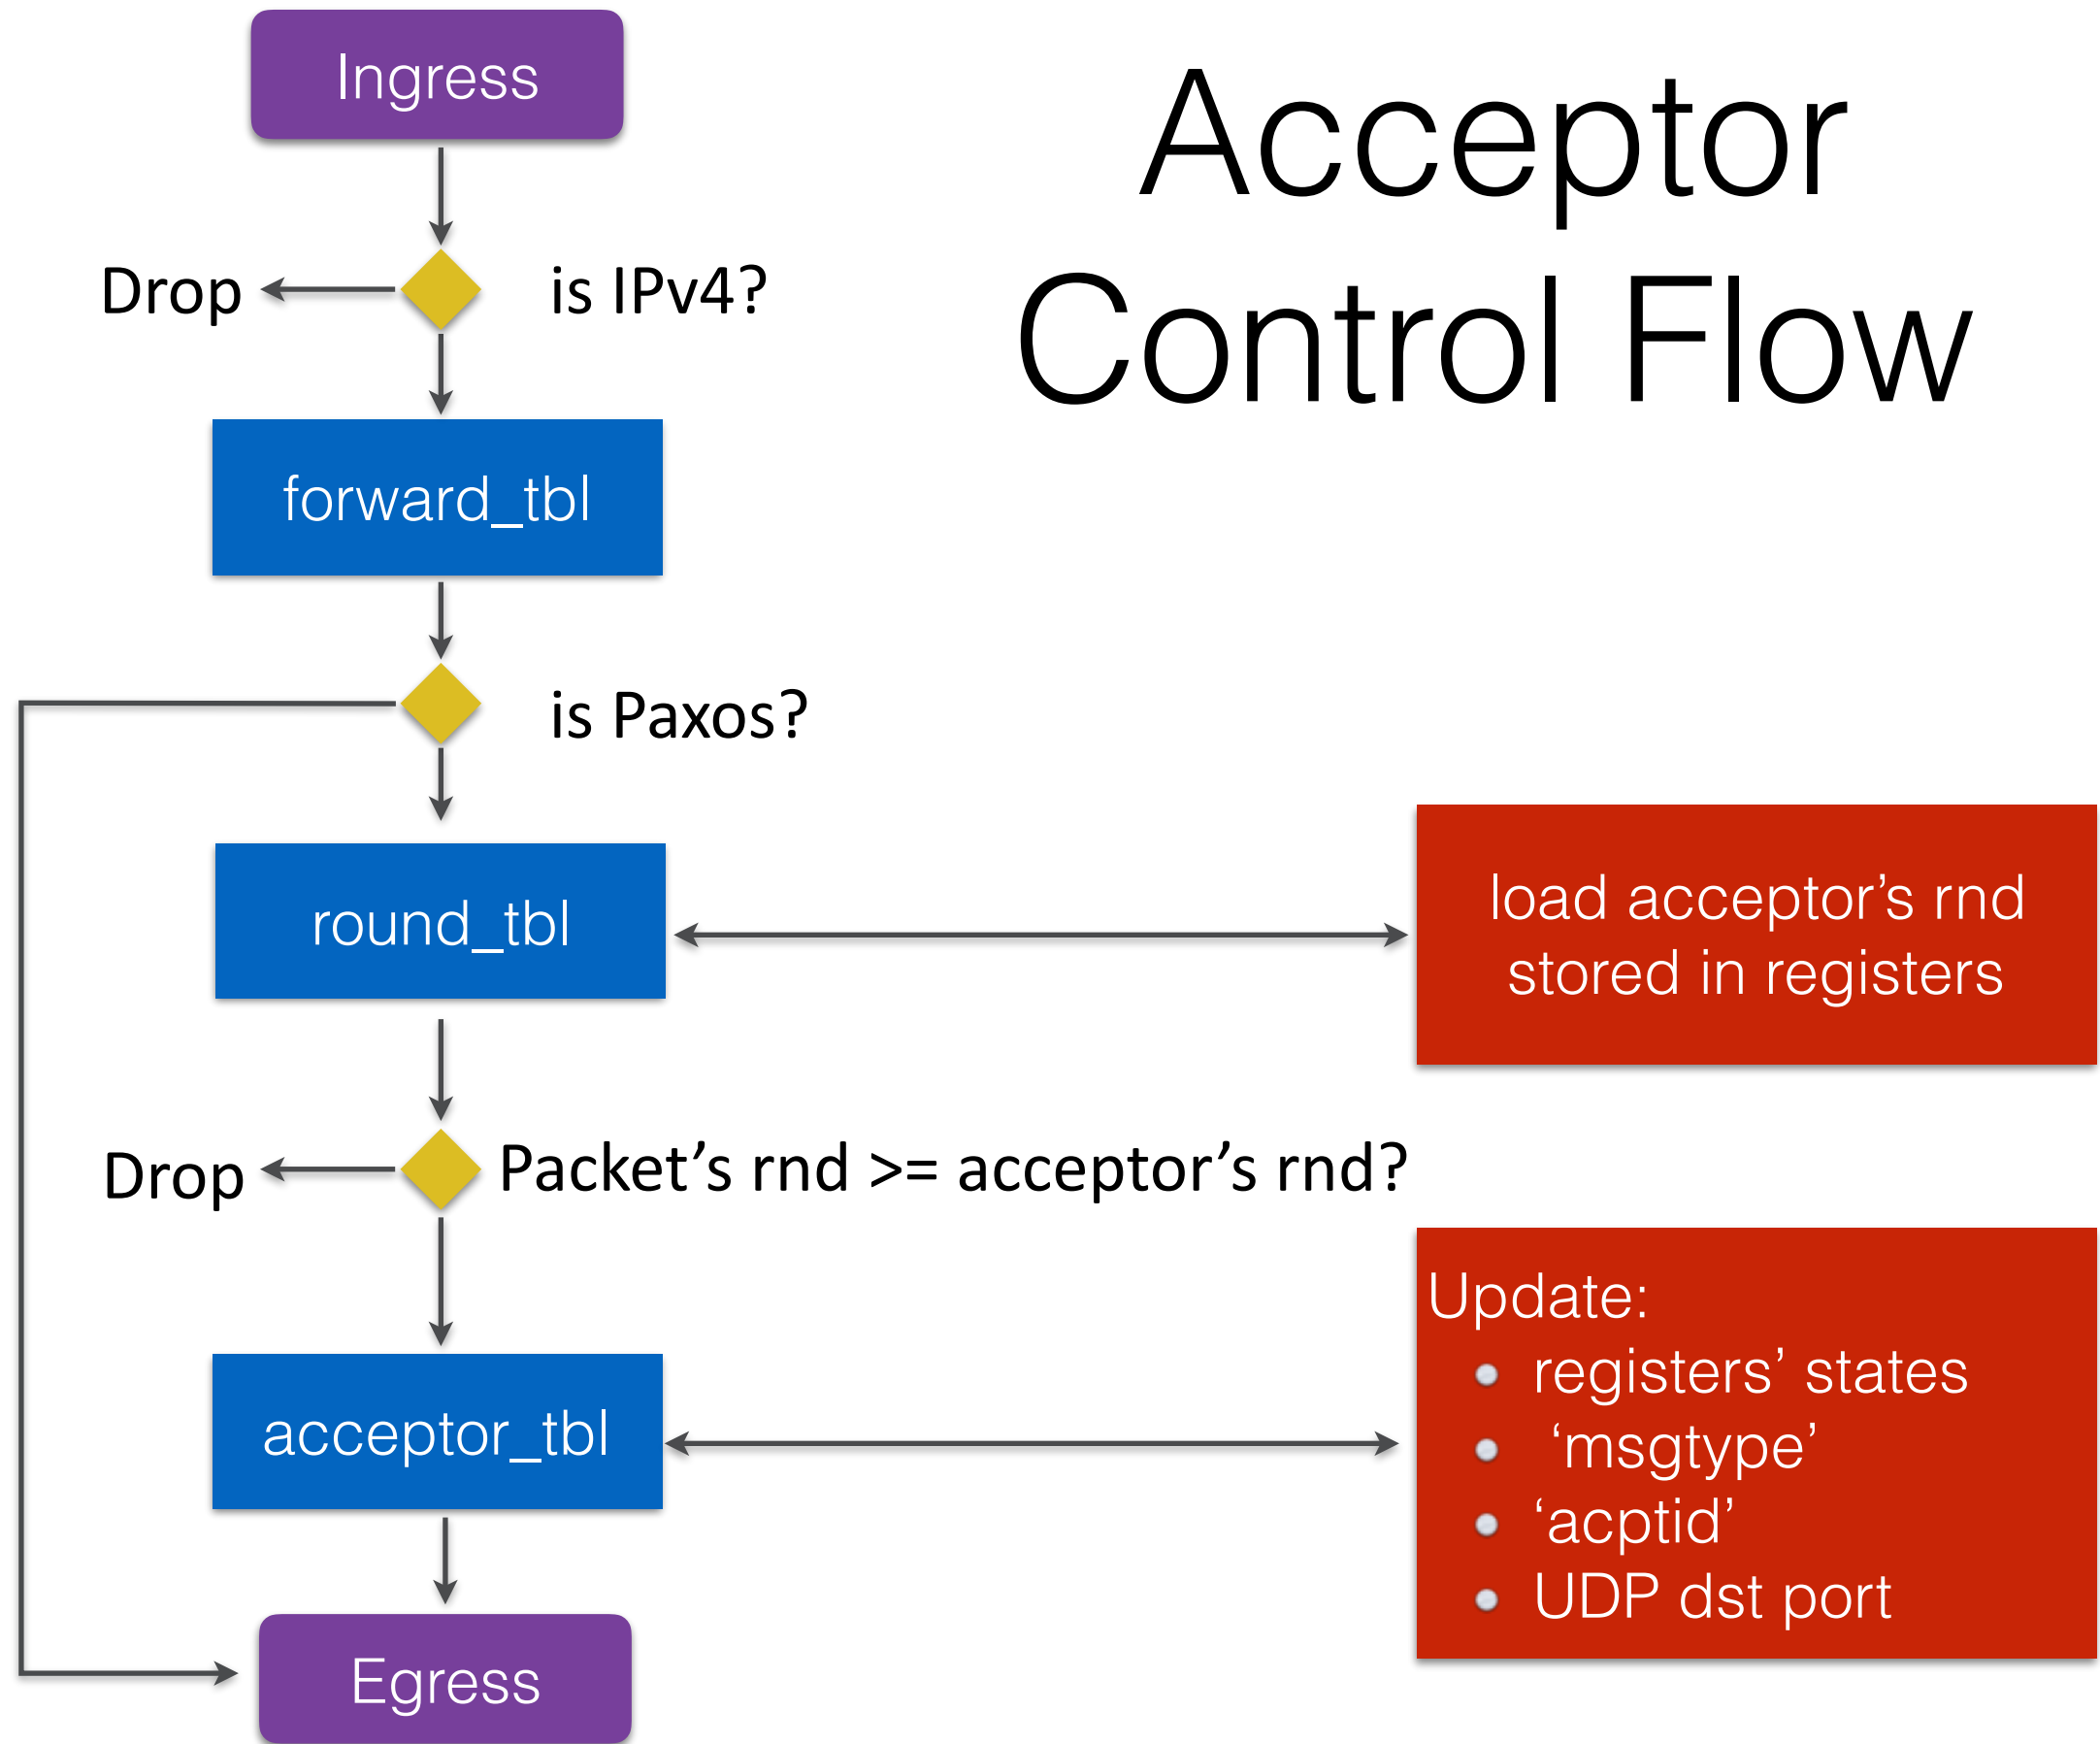 Ingress
Acceptor
Control Flow
Drop
is IPv4?
forward_tbl
is Paxos?
round_tbl
load acceptor’s rnd
stored in registers
Drop
Packet’s rnd >= acceptor’s rnd?
acceptor_tbl
Update:
registers’ states
‘msgtype’
‘acptid’
UDP dst port
Egress